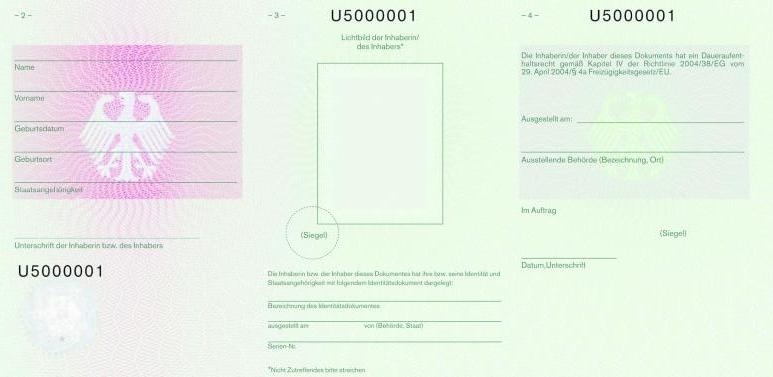 – 2 –
Name
Vorname
Geburtsdatum
Geburtsort
Staatsangehörigkeit
Unterschrift der Inhaberin bzw. des Inhabers
U5000001
– 3 –
U5000001
Lichtbild der Inhaberin/
des Inhabers*
(Siegel)
Die Inhaberin bzw. der Inhaber dieses Dokumentes hat ihre bzw. seine Identität und
Staatsangehörigkeit mit folgendem Identitätsdokument dargelegt:
Bezeichnung des Identitätsdokumentes
ausgestellt am von (Behörde, Staat)
Serien-Nr.
*Nicht Zutreffendes bitte streichen
– 4 –
U5000001
Die Inhaberin/der Inhaber dieses Dokuments hat ein Daueraufent-
haltsrecht gemäß Kapitel IV der Richtlinie 2004/38/EG vom
29. April 2004/§ 4a Freizügigkeitsgesetz/EU.
Ausgestellt am:
Ausstellende Behörde (Bezeichnung, Ort)
Im Auftrag
(Siegel)
Datum,Unterschrift